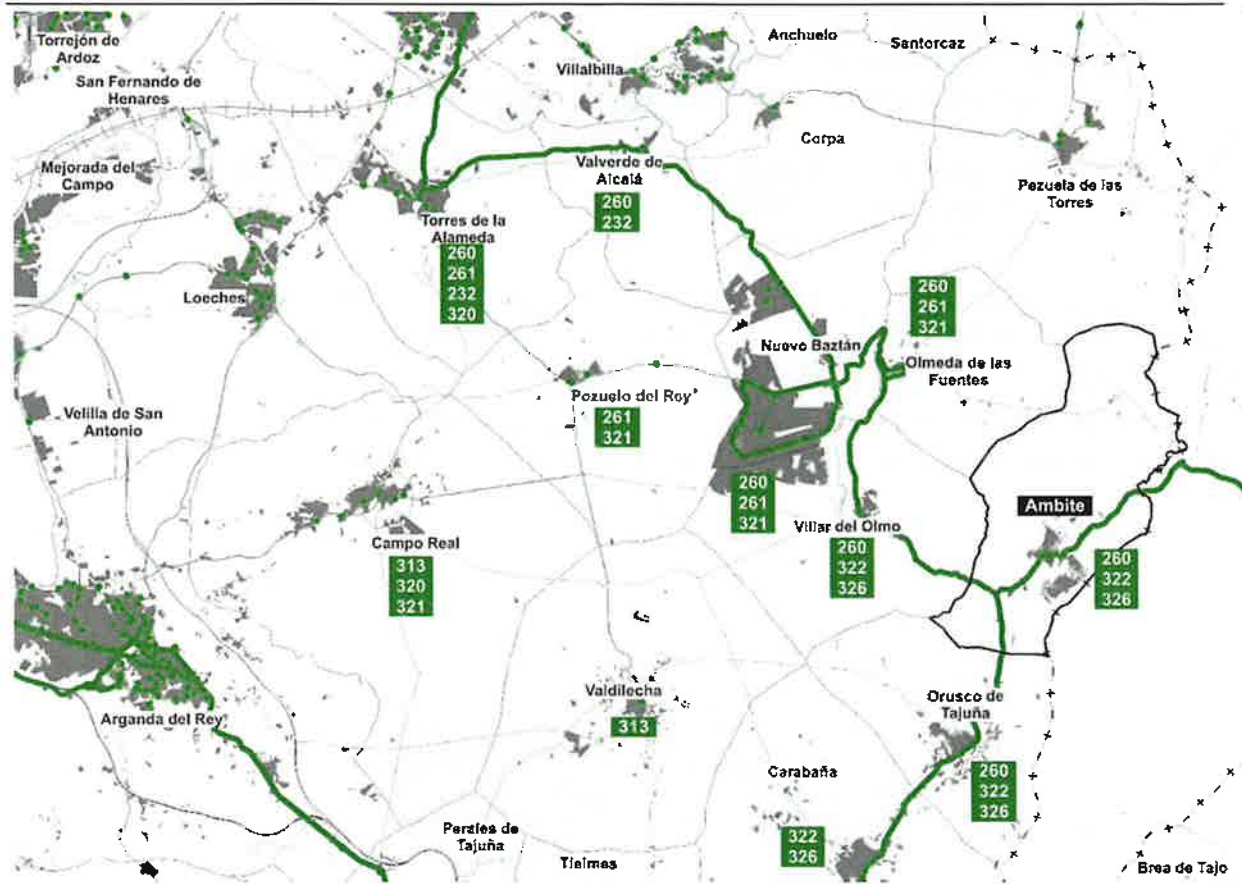 Torrejón de
Ardoz
San Fernando de
Henares
Mejorada del
Campo
Villalbilla
Anchuelo
Santorcaz
Corpa
Pezuela de las
Torres
Valverde de
Alcalá
260
232
Torres de la
Alameda
260
261
232
320
Loeches
260
261
321
Nuevo Baztán
Olmeda de las
Fuentes
Pozuelo del Rey
261
321
Velilla de San
Antonio
260
261
321
Ambite
260
322
326
Villar del Olmo
260
322
326
Campo Real
313
320
321
Arganda del Rey
Valdilecha
313
Orusco de
Tajuña
260
322
326
Carabaña
322
326
Perales de
Tajuña
Tielmes
Brea de Tajo